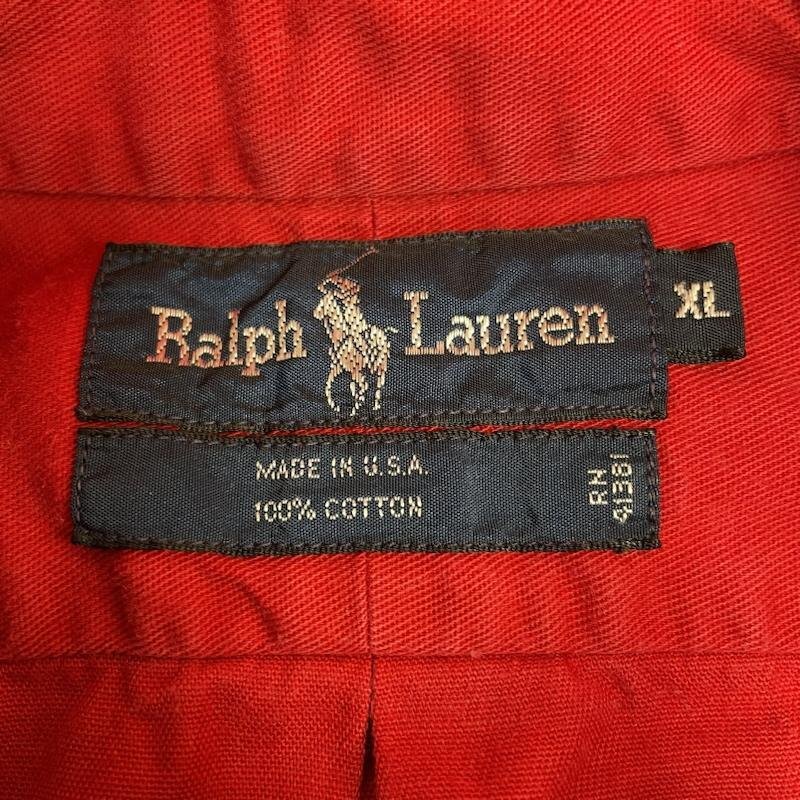 Ralph Lauren
XL
MADE IN U.S.A.
100% COTTON
RN
41381